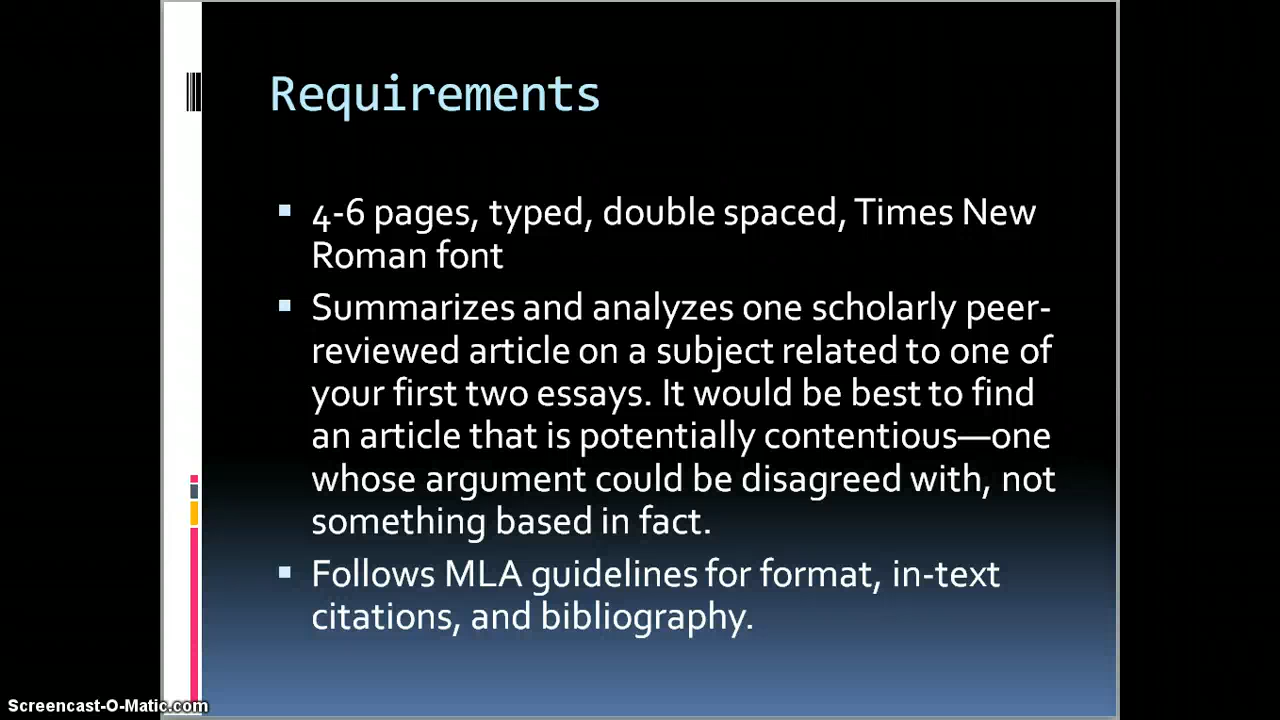 Requirements
4-6 pages, typed, double spaced, Times New
Roman font
Summarizes and analyzes one scholarly peer-
reviewed article on a subject related to one of
your first two essays. It would be best to find
an article that is potentially contentious—one
whose argument could be disagreed with, not
something based in fact.
Follows MLA guidelines for format, in-text
citations, and bibliography.
Screencast-O-Matic.com